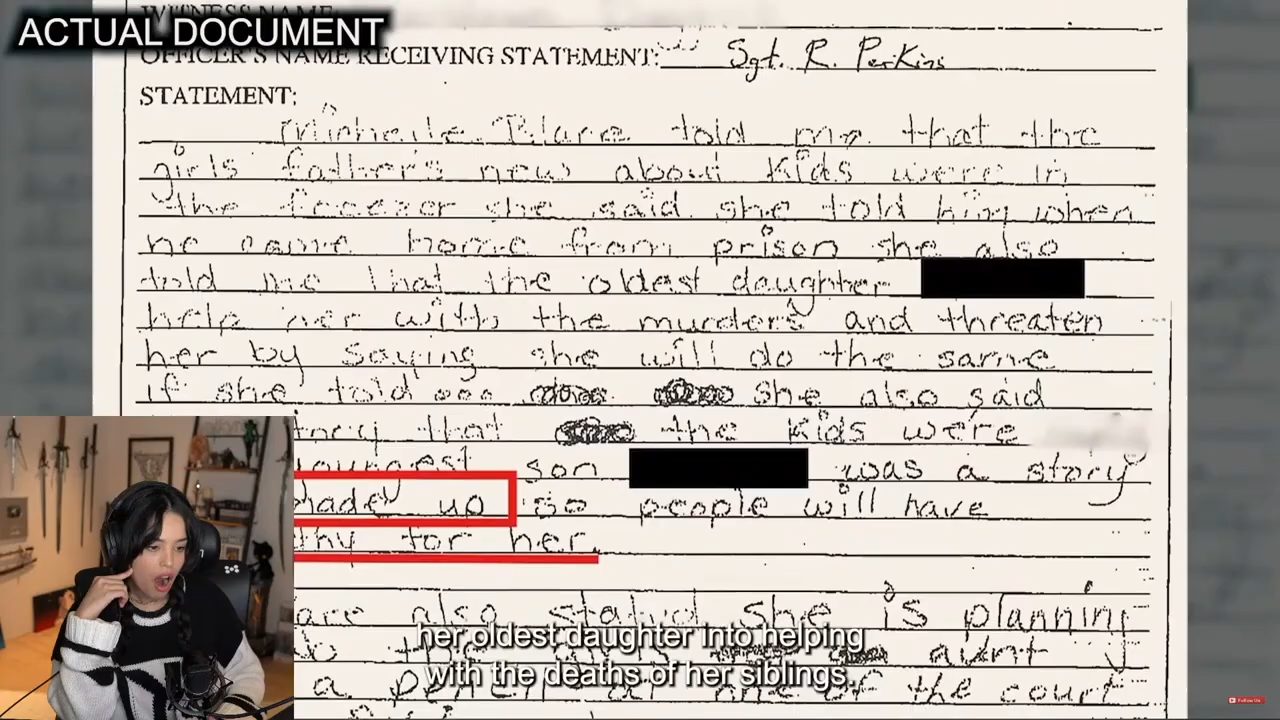 ACTUAL DOCUMENT
WITNESS NAME:
OFFICER'S NAME RECEIVING STATEMENT: Sgt. R. Perkins
STATEMENT:
Michelle Blare told me that the
girls father's new about kids were in
the freezer she said she told him when
he came home from prison she also
told me that the oldest daughter
help her with the murders and threaten
her by saying she will do the same
if she told she also said
that the kids were
youngest son was a story
made up so people will have
for her.
also stated she is planning
aunt
a of the court
her oldest daughter into helping
with the deaths of her siblings.
Follow Us